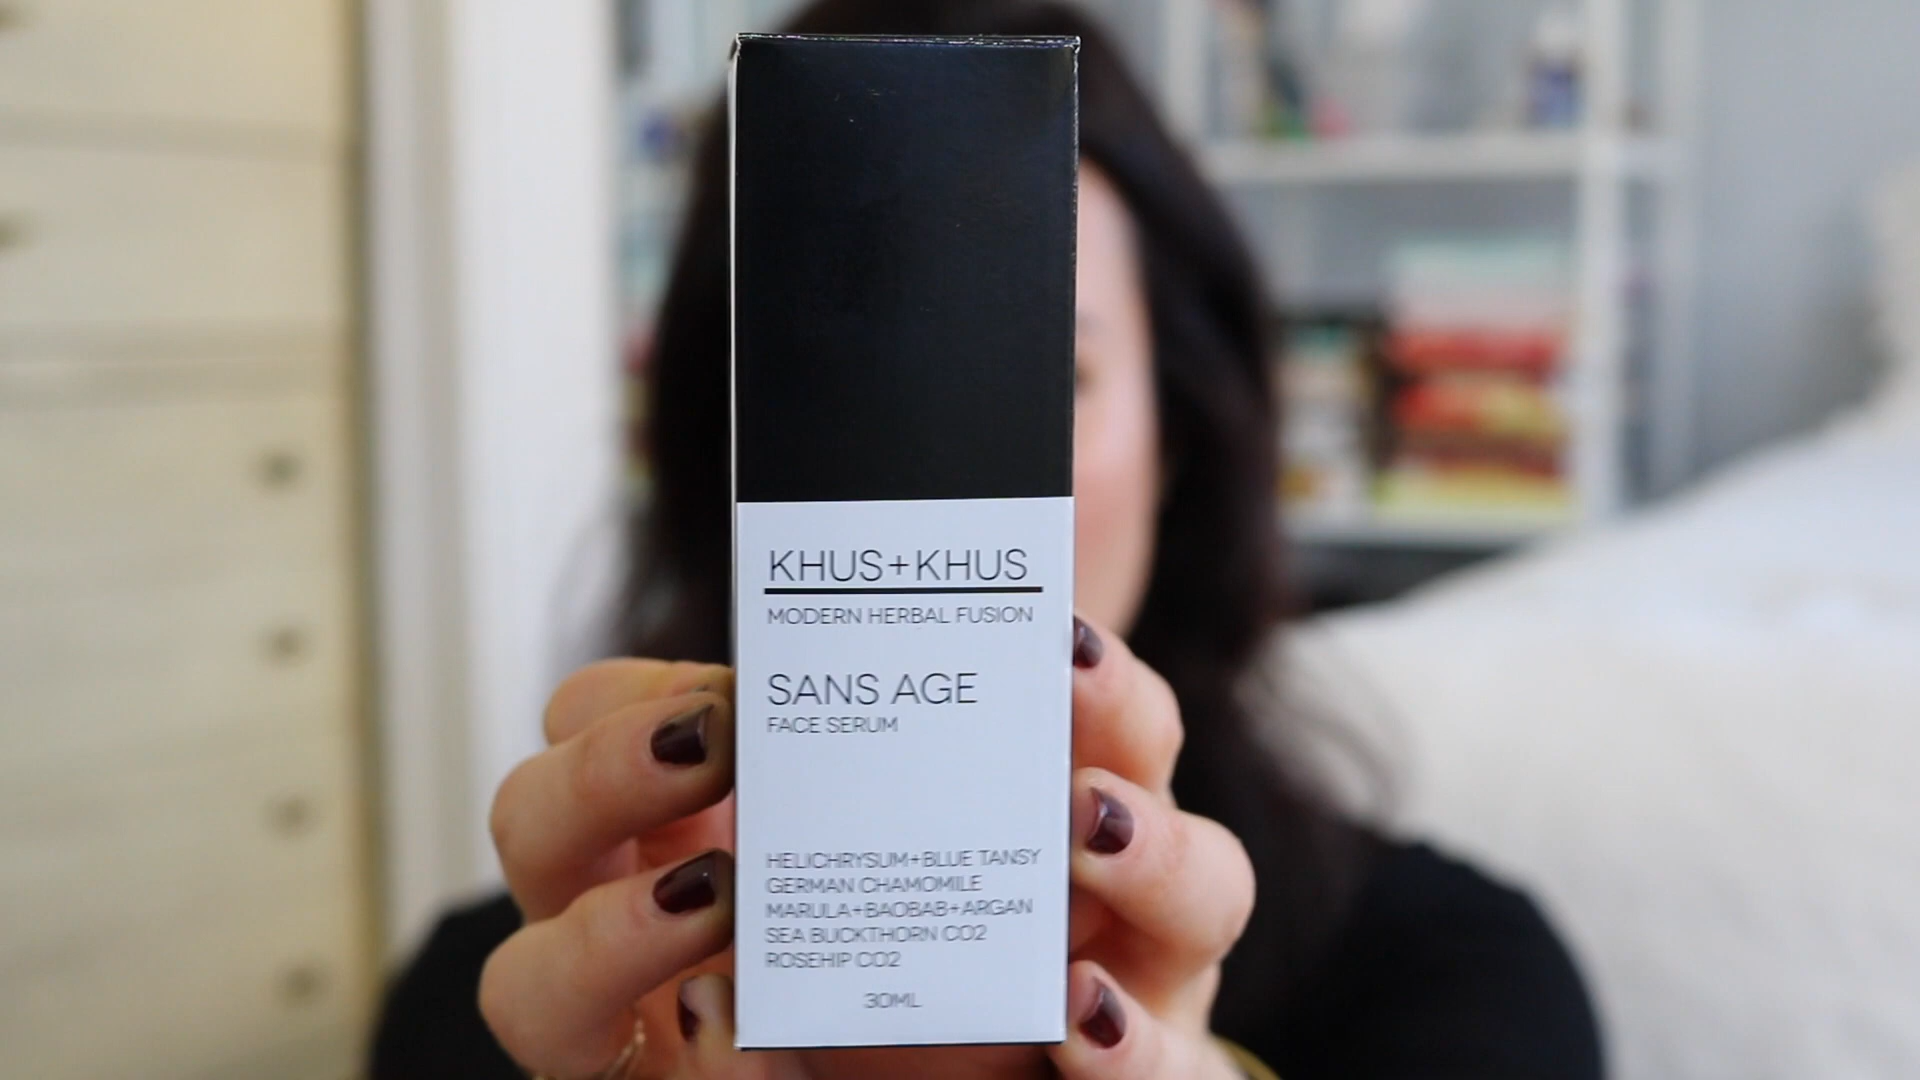 KHUS+KHUS
MODERN HERBAL FUSION
SANS AGE
FACE SERUM
HELICHRYSUM+BLUE TANSY
GERMAN CHAMOMILE
MARULA+BAOBAB+ARGAN
SEA BUCKTHORN CO2
ROSEHIP CO2
30ML